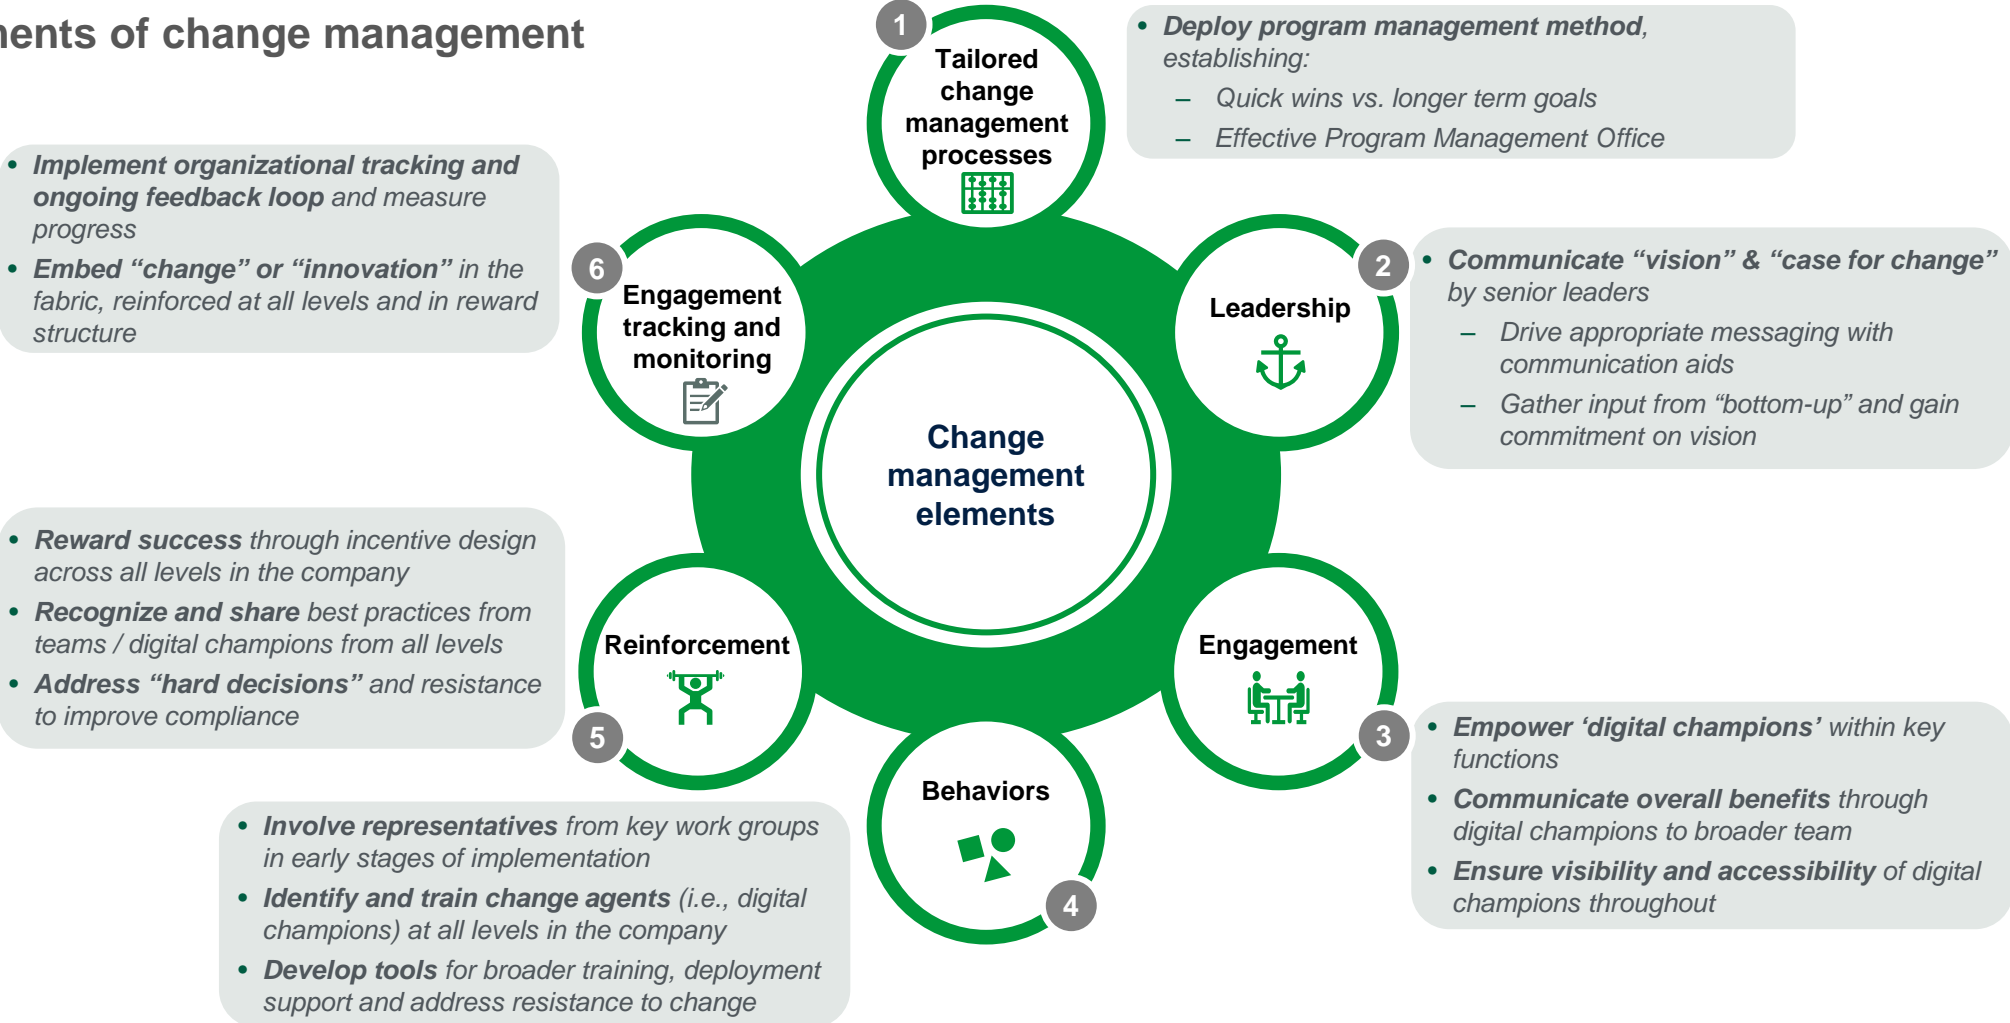 ments of change management
1
Tailored
change
management
processes
• Deploy program management method,
establishing:
– Quick wins vs. longer term goals
– Effective Program Management Office
2
Leadership
• Communicate “vision” & “case for change”
by senior leaders
– Drive appropriate messaging with
communication aids
– Gather input from “bottom-up” and gain
commitment on vision
3
Engagement
• Empower ‘digital champions’ within key
functions
• Communicate overall benefits through
digital champions to broader team
• Ensure visibility and accessibility of digital
champions throughout
4
Behaviors
• Involve representatives from key work groups
in early stages of implementation
• Identify and train change agents (i.e., digital
champions) at all levels in the company
• Develop tools for broader training, deployment
support and address resistance to change
5
Reinforcement
• Reward success through incentive design
across all levels in the company
• Recognize and share best practices from
teams / digital champions from all levels
• Address “hard decisions” and resistance
to improve compliance
6
Engagement
tracking and
monitoring
• Implement organizational tracking and
ongoing feedback loop and measure
progress
• Embed “change” or “innovation” in the
fabric, reinforced at all levels and in reward
structure
Change
management
elements